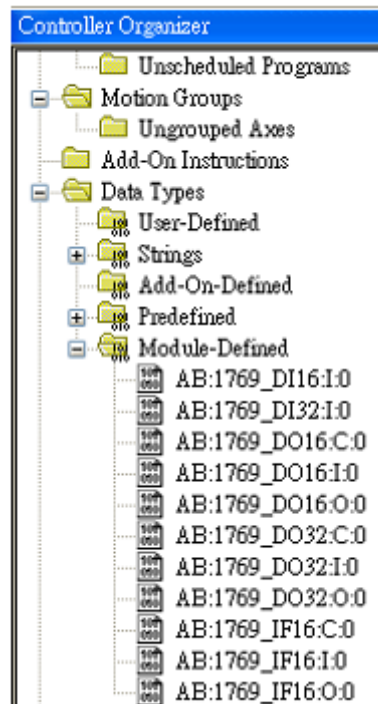 Controller Organizer
Unscheduled Programs
Motion Groups
Ungrouped Axes
Add-On Instructions
Data Types
User-Defined
Strings
Add-On-Defined
Predefined
Module-Defined
AB:1769_DI16:I:0
AB:1769_DI32:I:0
AB:1769_DO16:C:0
AB:1769_DO16:I:0
AB:1769_DO16:O:0
AB:1769_DO32:C:0
AB:1769_DO32:I:0
AB:1769_DO32:O:0
AB:1769_IF16:C:0
AB:1769_IF16:I:0
AB:1769_IF16:O:0